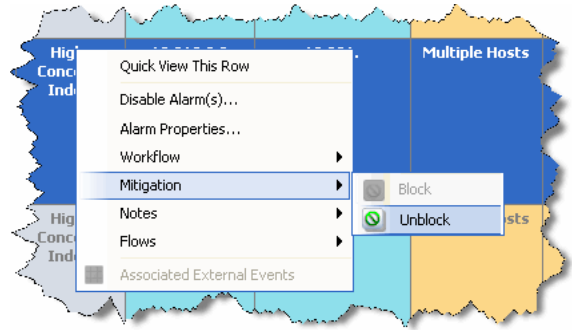 Multiple Hosts
Quick View This Row
Disable Alarm(s)...
Alarm Properties...
Workflow
Mitigation
Block
Notes
Unblock
Flows
Associated External Events